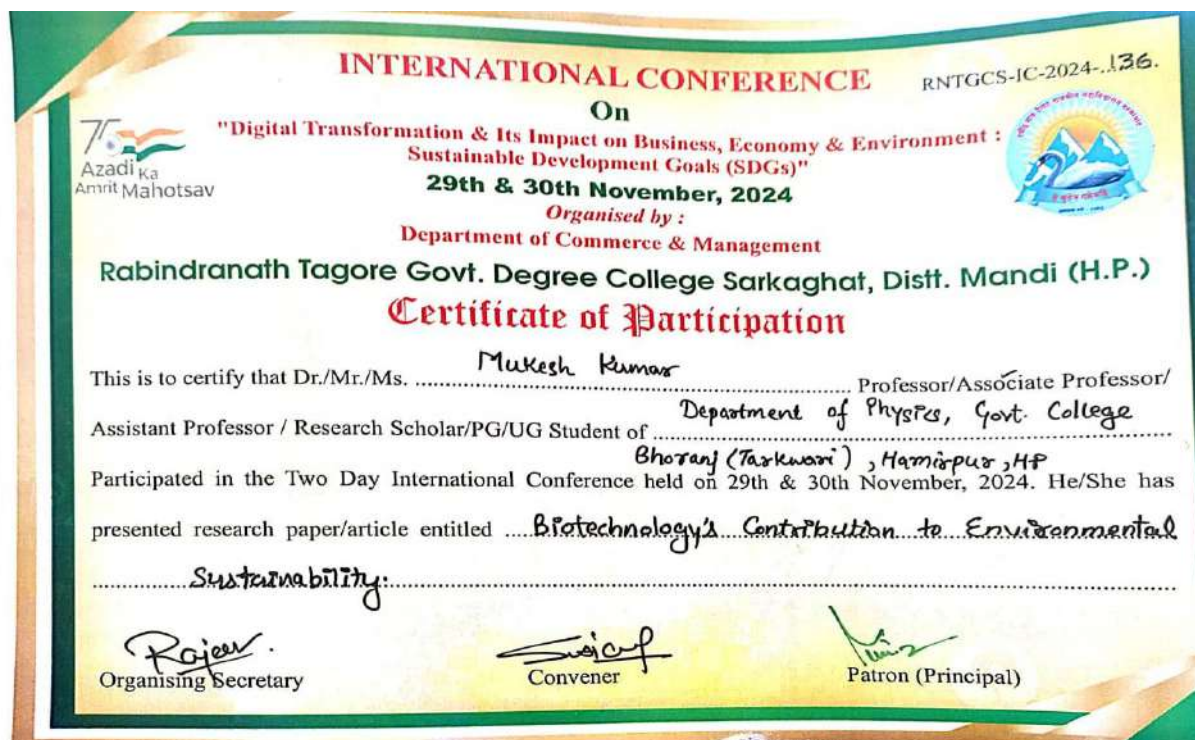 INTERNATIONAL CONFERENCE
RNTGCS-IC-2024-..136.
On
"Digital Transformation & Its Impact on Business, Economy & Environment :
Sustainable Development Goals (SDGs)"
75
Azadi Ka
Amrit Mahotsav
29th & 30th November, 2024
Organised by :
Department of Commerce & Management
Rabindranath Tagore Govt. Degree College Sarkaghat, Distt. Mandi (H.P.)
Certificate of Participation
This is to certify that Dr./Mr./Ms. Mukesh Kumar Professor/Associate Professor/
Assistant Professor / Research Scholar/PG/UG Student of Department of Physics, Govt. College
Bhoranj (Tarkwari), Hamirpur, HP
Participated in the Two Day International Conference held on 29th & 30th November, 2024. He/She has
presented research paper/article entitled Biotechnology's Contribution to Environmental
Sustainability.
Rajeev.
Organising Secretary
Convener
Patron (Principal)